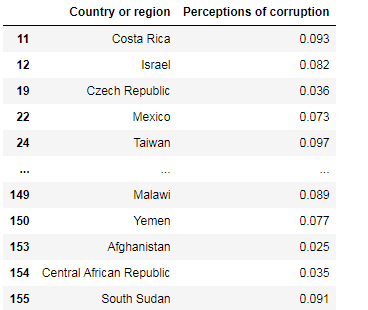 Country or region Perceptions of corruption
11 Costa Rica 0.093
12 Israel 0.082
19 Czech Republic 0.036
22 Mexico 0.073
24 Taiwan 0.097
... ... ...
149 Malawi 0.089
150 Yemen 0.077
153 Afghanistan 0.025
154 Central African Republic 0.035
155 South Sudan 0.091